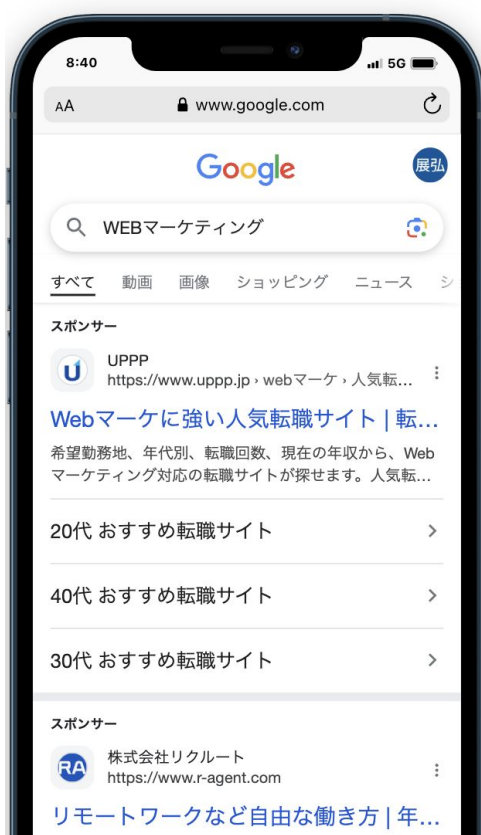 8:40
5G
AA
www.google.com
Google
展弘
WEBマーケティング
すべて 動画 画像 ショッピング ニュース シ
スポンサー
UPPP
https://www.uppp.jp › webマーケ › 人気転...
Webマーケに強い人気転職サイト | 転...
希望勤務地、年代別、転職回数、現在の年収から、Web
マーケティング対応の転職サイトが探せます。人気転...
20代 おすすめ転職サイト
40代 おすすめ転職サイト
30代 おすすめ転職サイト
スポンサー
RA
株式会社リクルート
https://www.r-agent.com
リモートワークなど自由な働き方 | 年...